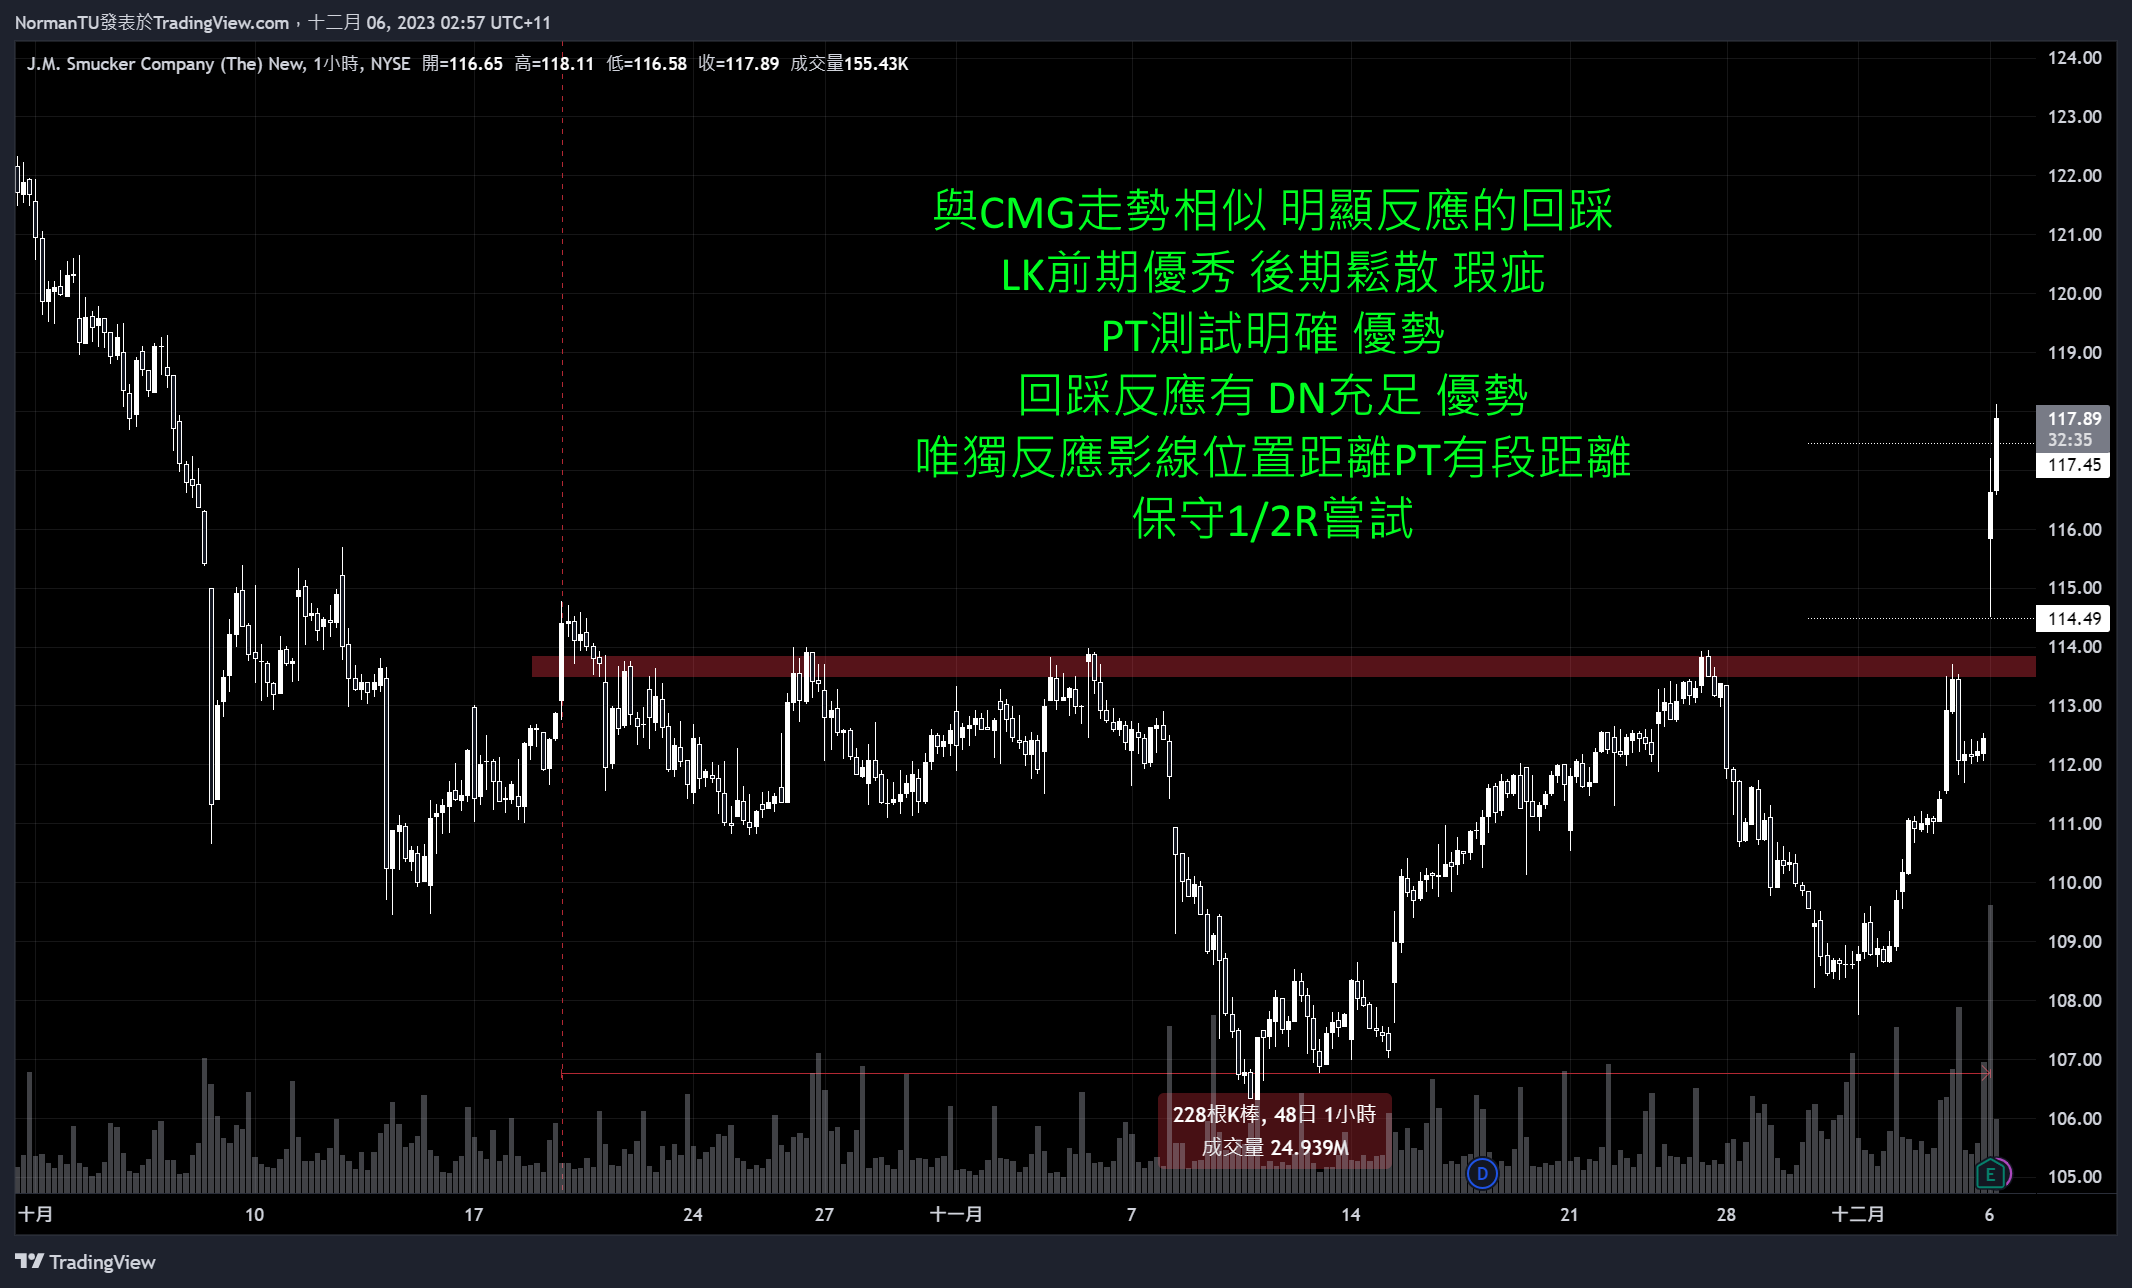 NormanTU發表於TradingView.com，十二月 06, 2023 02:57 UTC+11
J.M. Smucker Company (The) New, 1小時, NYSE 開=116.65 高=118.11 低=116.58 收=117.89 成交量155.43K
與CMG走勢相似 明顯反應的回踩
LK前期優秀 後期鬆散 瑕疵
PT測試明確 優勢
回踩反應有 DN充足 優勢
唯獨反應影線位置距離PT有段距離
保守1/2R嘗試
124.00
123.00
122.00
121.00
120.00
119.00
117.89
32:35
117.45
116.00
115.00
114.49
114.00
113.00
112.00
111.00
110.00
109.00
108.00
107.00
106.00
105.00
228根K棒, 48日 1小時
成交量 24.939M
D
E
十月 10 17 24 27 十一月 7 14 21 28 十二月 6
TradingView